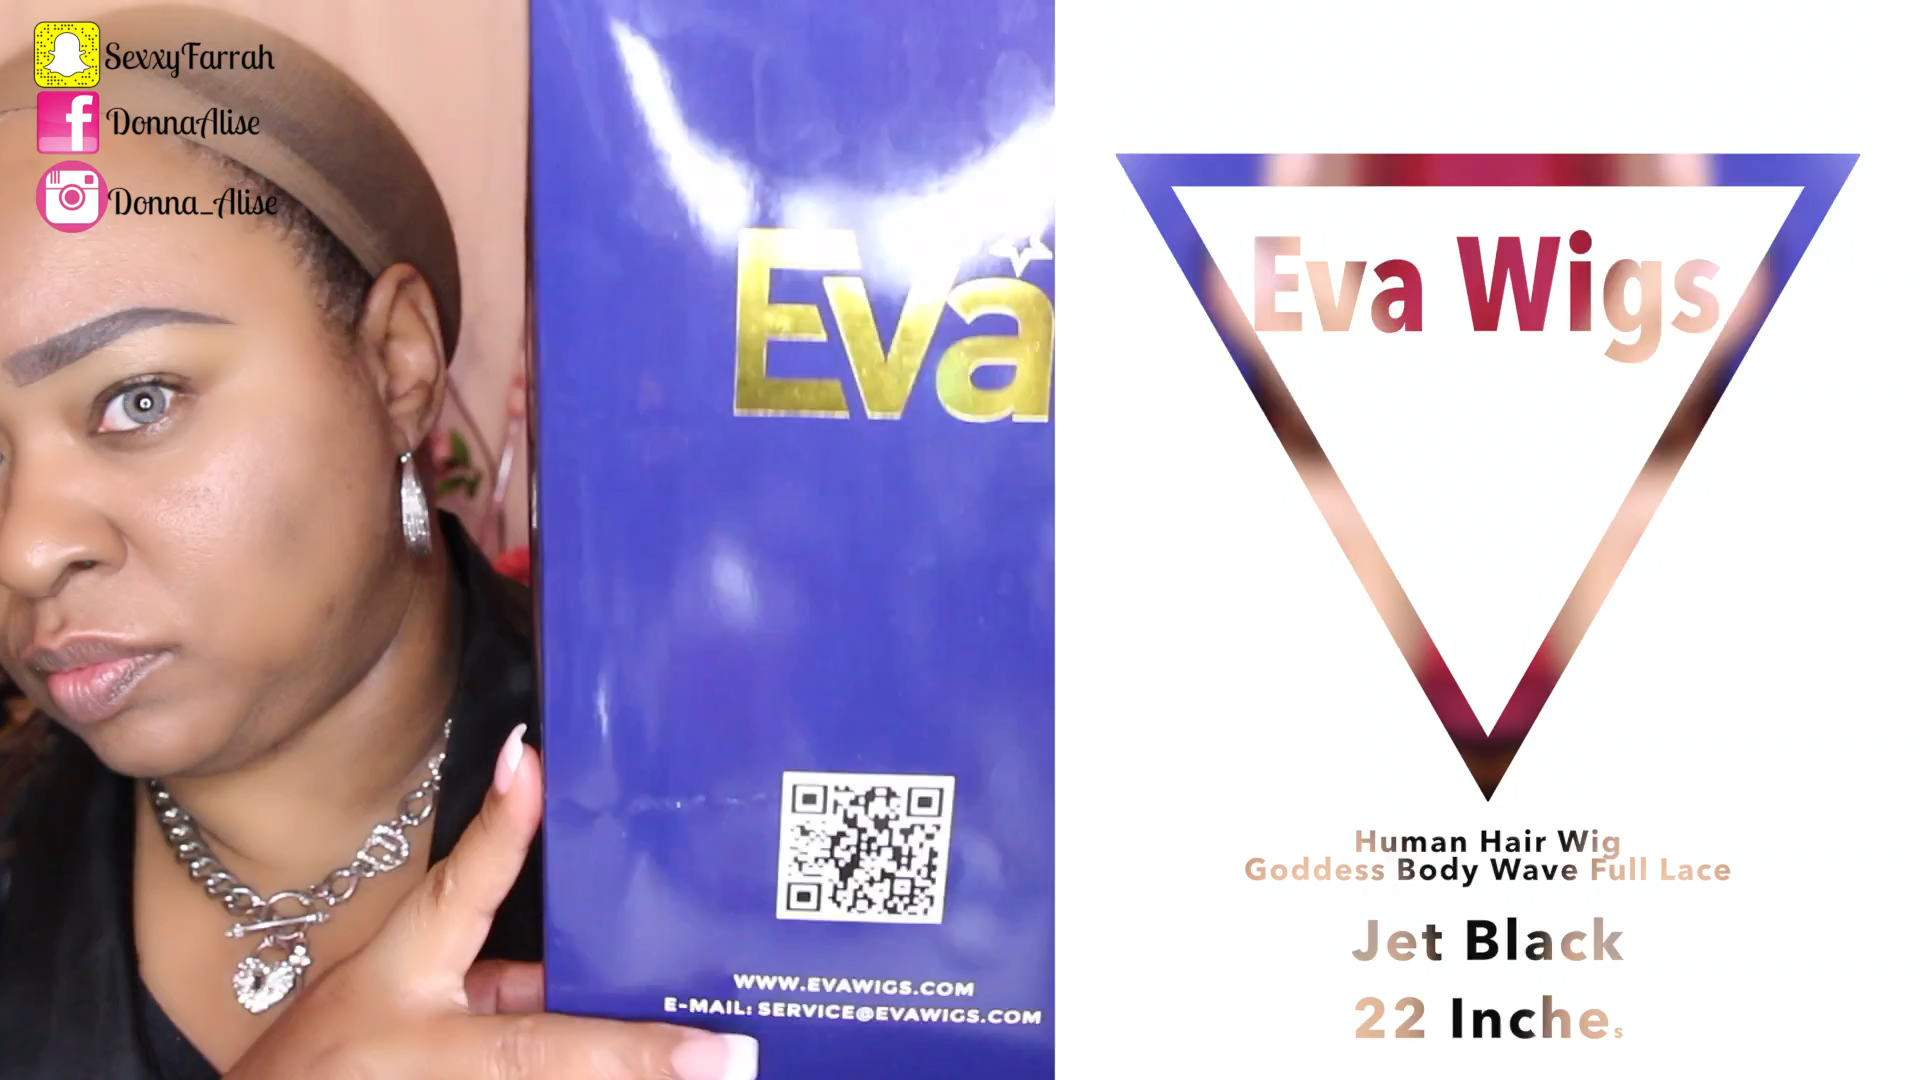 SexxyFarrah
DonnaAlise
Donna_Alise
Eva
WWW.EVAWIGS.COM
E-MAIL: SERVICE@EVAWIGS.COM
Eva Wigs
Human Hair Wig
Goddess Body Wave Full Lace
Jet Black
22 Inches